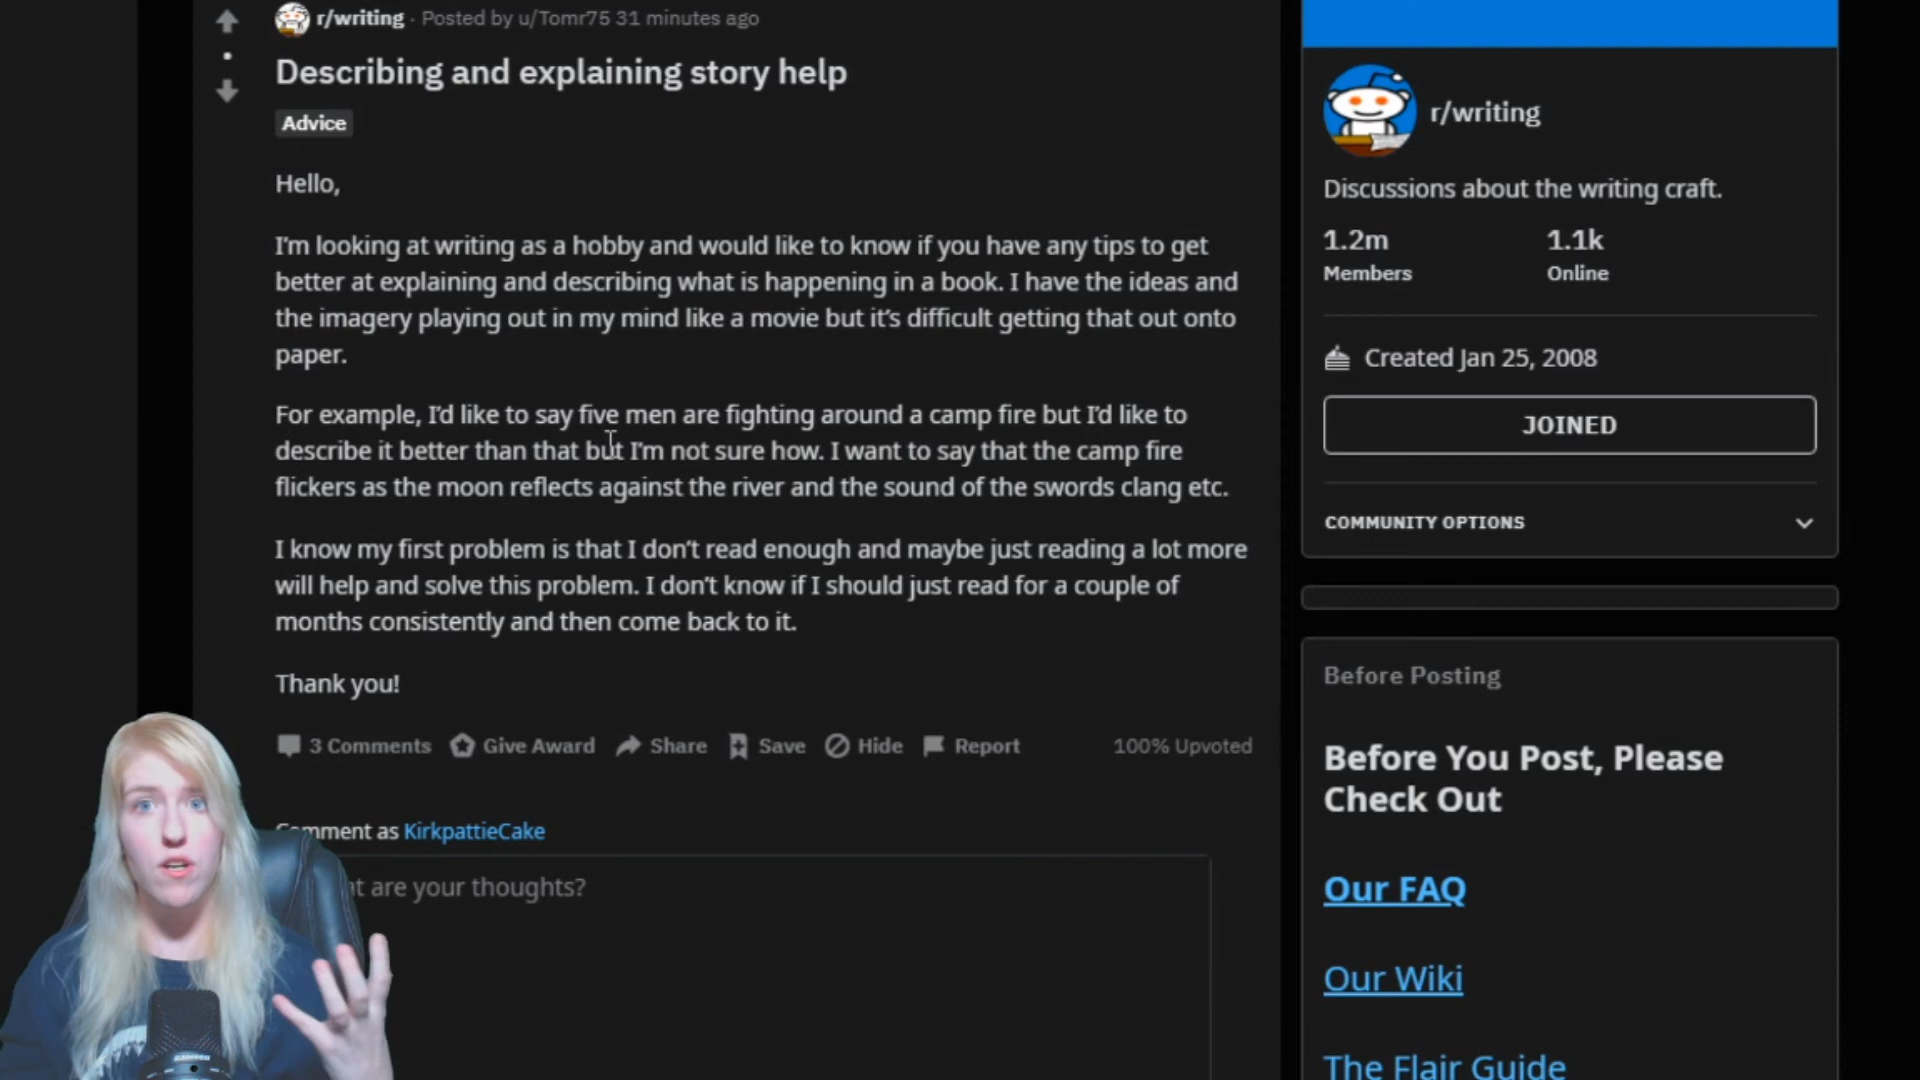 r/writing · Posted by u/Tomr75 31 minutes ago
Describing and explaining story help
Advice
Hello,
I'm looking at writing as a hobby and would like to know if you have any tips to get
better at explaining and describing what is happening in a book. I have the ideas and
the imagery playing out in my mind like a movie but it's difficult getting that out onto
paper.
For example, I'd like to say five men are fighting around a camp fire but I'd like to
describe it better than that but I'm not sure how. I want to say that the camp fire
flickers as the moon reflects against the river and the sound of the swords clang etc.
I know my first problem is that I don't read enough and maybe just reading a lot more
will help and solve this problem. I don't know if I should just read for a couple of
months consistently and then come back to it.
Thank you!
3 Comments Give Award Share Save Hide Report 100% Upvoted
Comment as KirkpattieCake
are your thoughts?
SAMSON
r/writing
Discussions about the writing craft.
1.2m 1.1k
Members Online
Created Jan 25, 2008
JOINED
COMMUNITY OPTIONS
Before Posting
Before You Post, Please
Check Out
Our FAQ
Our Wiki
The Flair Guide